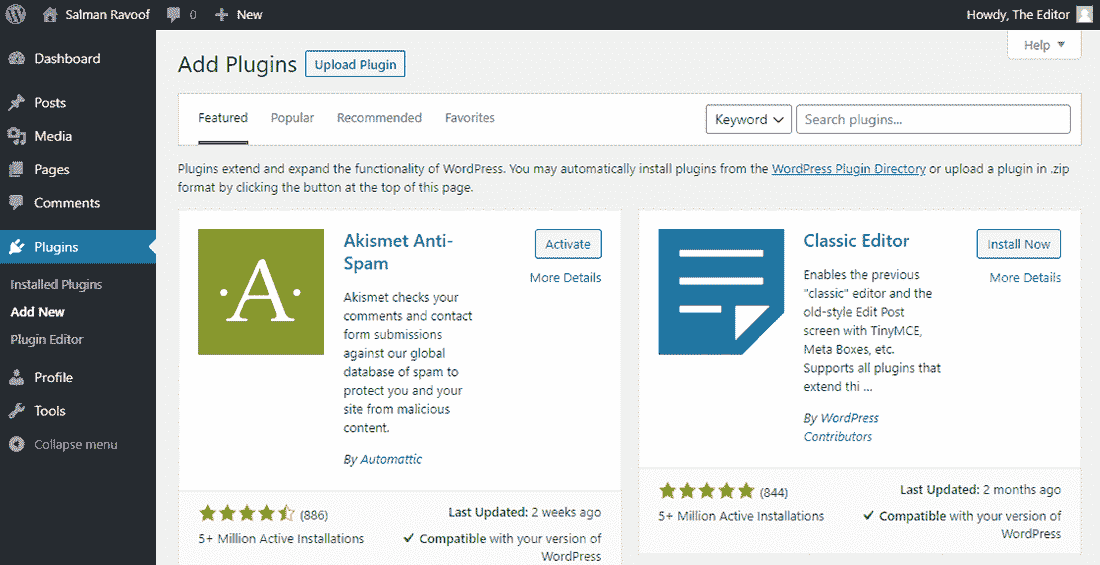 Salman Ravoof 0 New Howdy, The Editor
Dashboard
Posts
Media
Pages
Comments
Plugins
Installed Plugins
Add New
Plugin Editor
Profile
Tools
Collapse menu
Help
Add Plugins Upload Plugin
Featured Popular Recommended Favorites Keyword Search plugins...
Plugins extend and expand the functionality of WordPress. You may automatically install plugins from the WordPress Plugin Directory or upload a plugin in .zip
format by clicking the button at the top of this page.
A
Akismet Anti-
Spam
Activate
More Details
Akismet checks your
comments and contact
form submissions
against our global
database of spam to
protect you and your
site from malicious
content.
By Automattic
(886)
5+ Million Active Installations
Last Updated: 2 weeks ago
Compatible with your version of
WordPress
Classic Editor
Install Now
More Details
Enables the previous
"classic" editor and the
old-style Edit Post
screen with TinyMCE,
Meta Boxes, etc.
Supports all plugins that
extend thi ...
By WordPress
Contributors
(844)
5+ Million Active Installations
Last Updated: 2 months ago
Compatible with your version of
WordPress